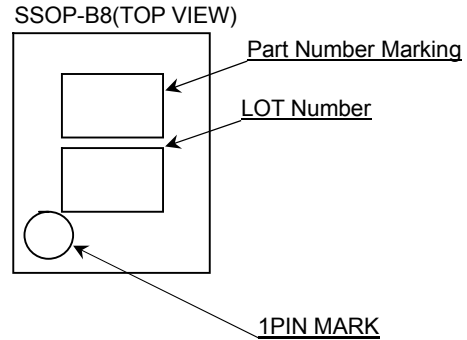 SSOP-B8(TOP VIEW)
Part Number Marking
LOT Number
1PIN MARK